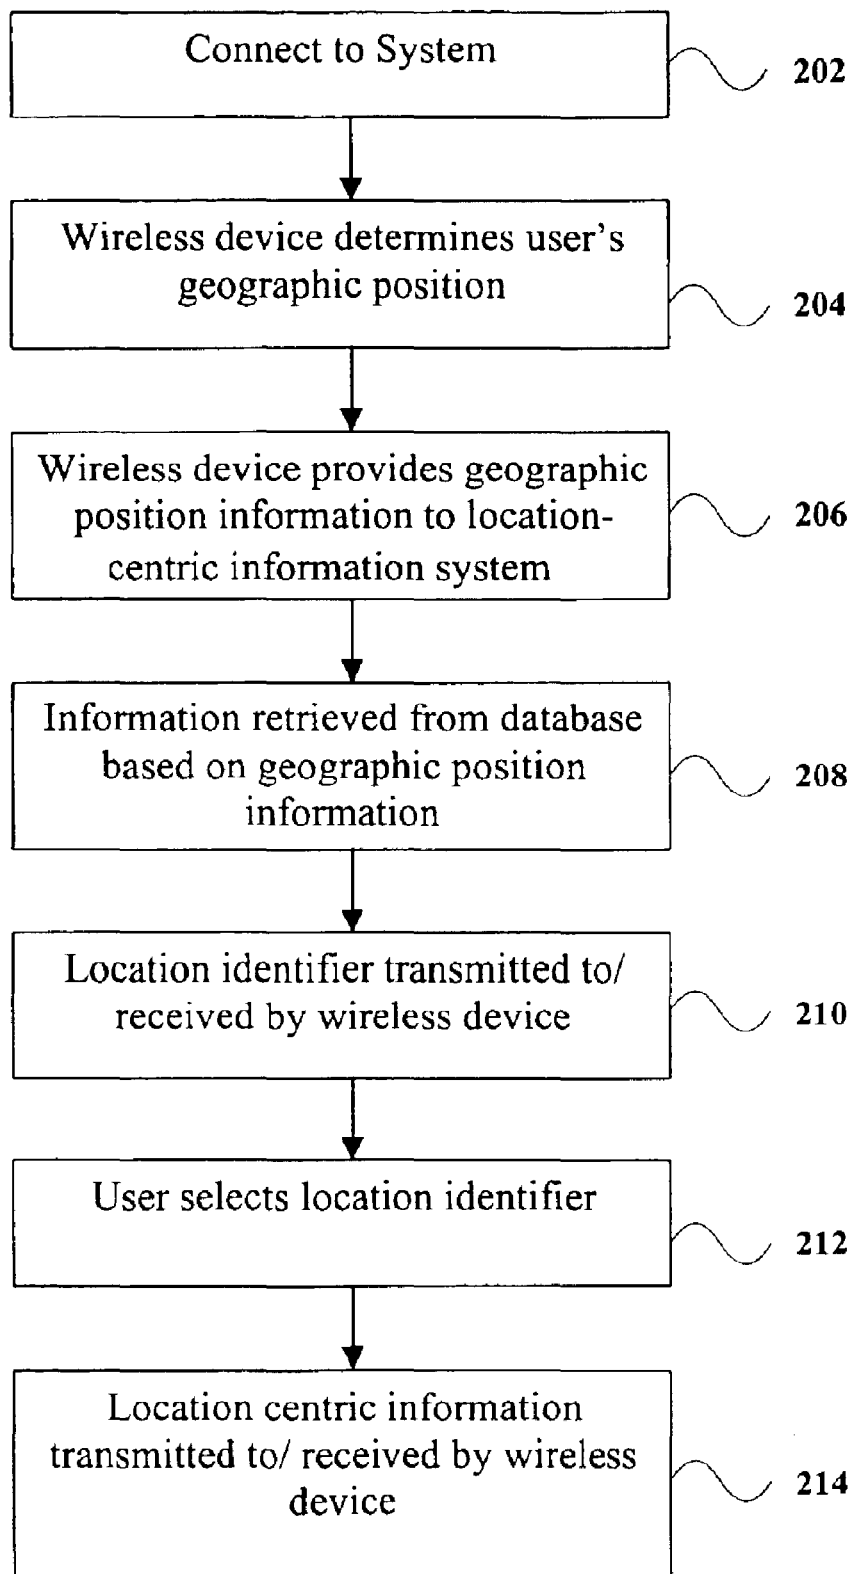 Connect to System
202
Wireless device determines user's
geographic position
204
Wireless device provides geographic
position information to location-
centric information system
206
Information retrieved from database
based on geographic position
information
208
Location identifier transmitted to/
received by wireless device
210
User selects location identifier
212
Location centric information
transmitted to/ received by wireless
device
214